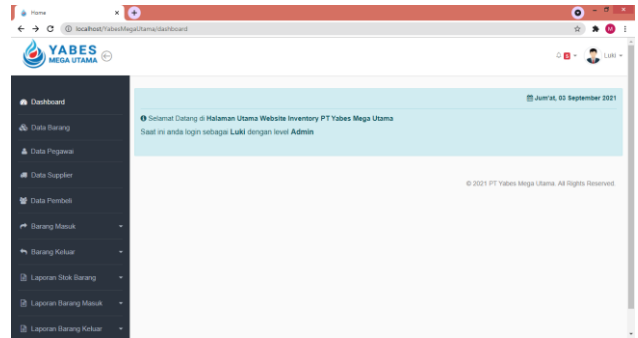 Home
localhost/YabesMegaUtama/dashboard
M
YABES
MEGA UTAMA
Luki
Dashboard
Jum'at, 03 September 2021
Selamat Datang di Halaman Utama Website Inventory PT Yabes Mega Utama
Saat ini anda login sebagai Luki dengan level Admin
Data Barang
Data Pegawai
Data Supplier
© 2021 PT Yabes Mega Utama. All Rights Reserved.
Data Pembeli
Barang Masuk
Barang Keluar
Laporan Stok Barang
Laporan Barang Masuk
Laporan Barang Keluar